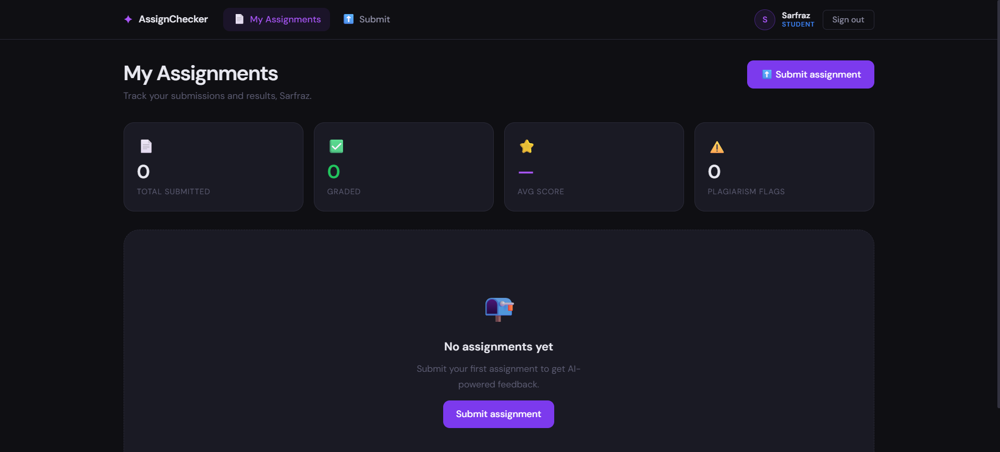 AssignChecker
My Assignments
Submit
S
Sarfraz
STUDENT
Sign out
My Assignments
Submit assignment
Track your submissions and results, Sarfraz.
0
TOTAL SUBMITTED
0
GRADED
—
AVG SCORE
0
PLAGIARISM FLAGS
No assignments yet
Submit your first assignment to get AI-
powered feedback.
Submit assignment